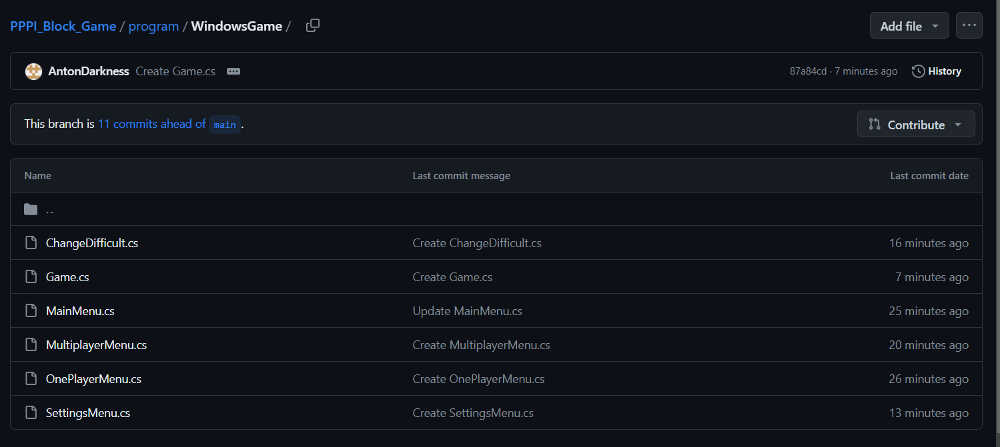 PPPI_Block_Game / program / WindowsGame /
Add file
AntonDarkness Create Game.cs
87a84cd · 7 minutes ago
History
This branch is 11 commits ahead of main .
Contribute
Name Last commit message Last commit date
..
ChangeDifficult.cs Create ChangeDifficult.cs 16 minutes ago
Game.cs Create Game.cs 7 minutes ago
MainMenu.cs Update MainMenu.cs 25 minutes ago
MultiplayerMenu.cs Create MultiplayerMenu.cs 20 minutes ago
OnePlayerMenu.cs Create OnePlayerMenu.cs 26 minutes ago
SettingsMenu.cs Create SettingsMenu.cs 13 minutes ago